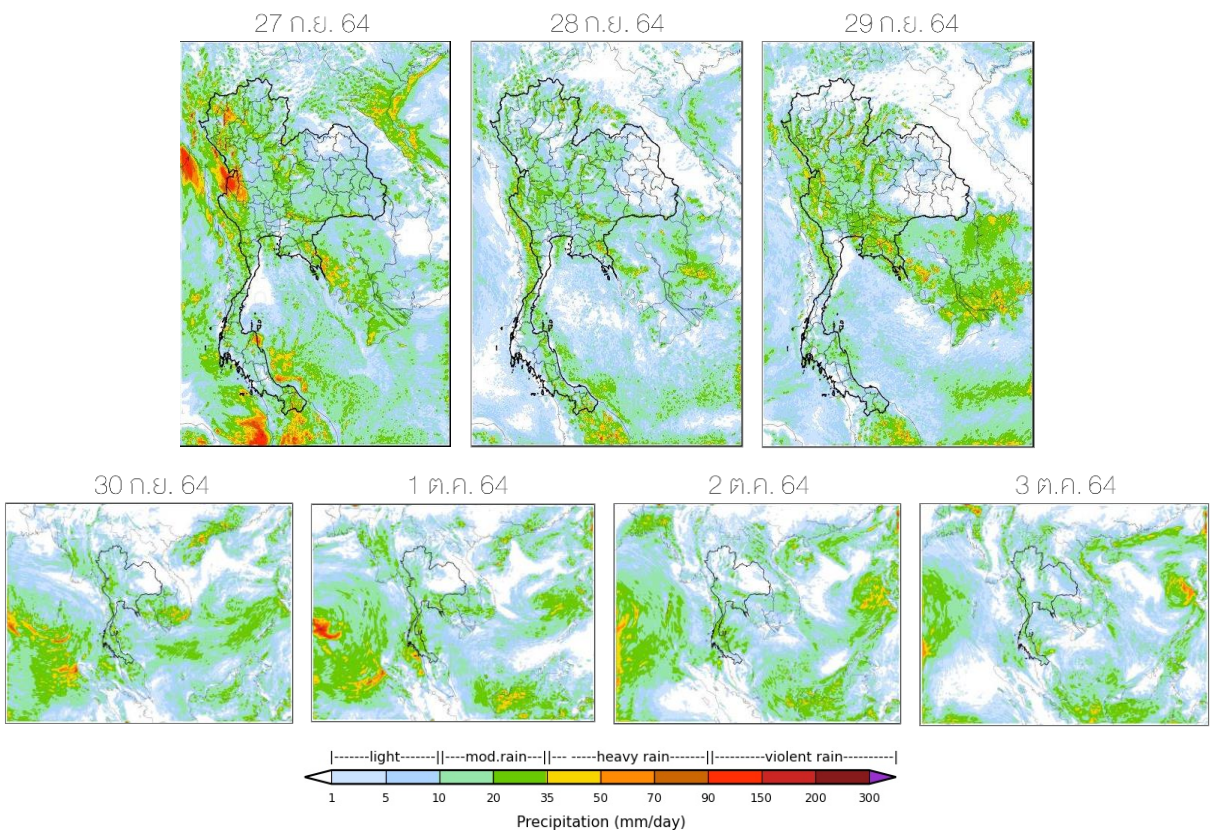 27 ก.ย. 64 28 ก.ย. 64 29 ก.ย. 64
30 ก.ย. 64 1 ต.ค. 64 2 ต.ค. 64 3 ต.ค. 64
|-------light------||----mod.rain---||--- -----heavy rain------||---------violent rain---------|
1 5 10 20 35 50 70 90 150 200 300
Precipitation (mm/day)